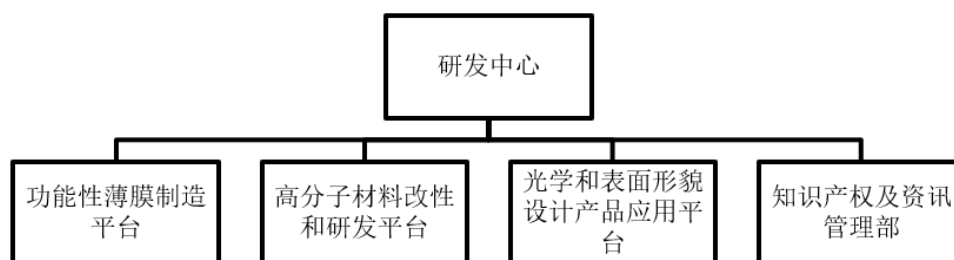 研发中心
功能性薄膜制造
平台
高分子材料改性
和研发平台
光学和表面形貌
设计产品应用平
台
知识产权及资讯
管理部